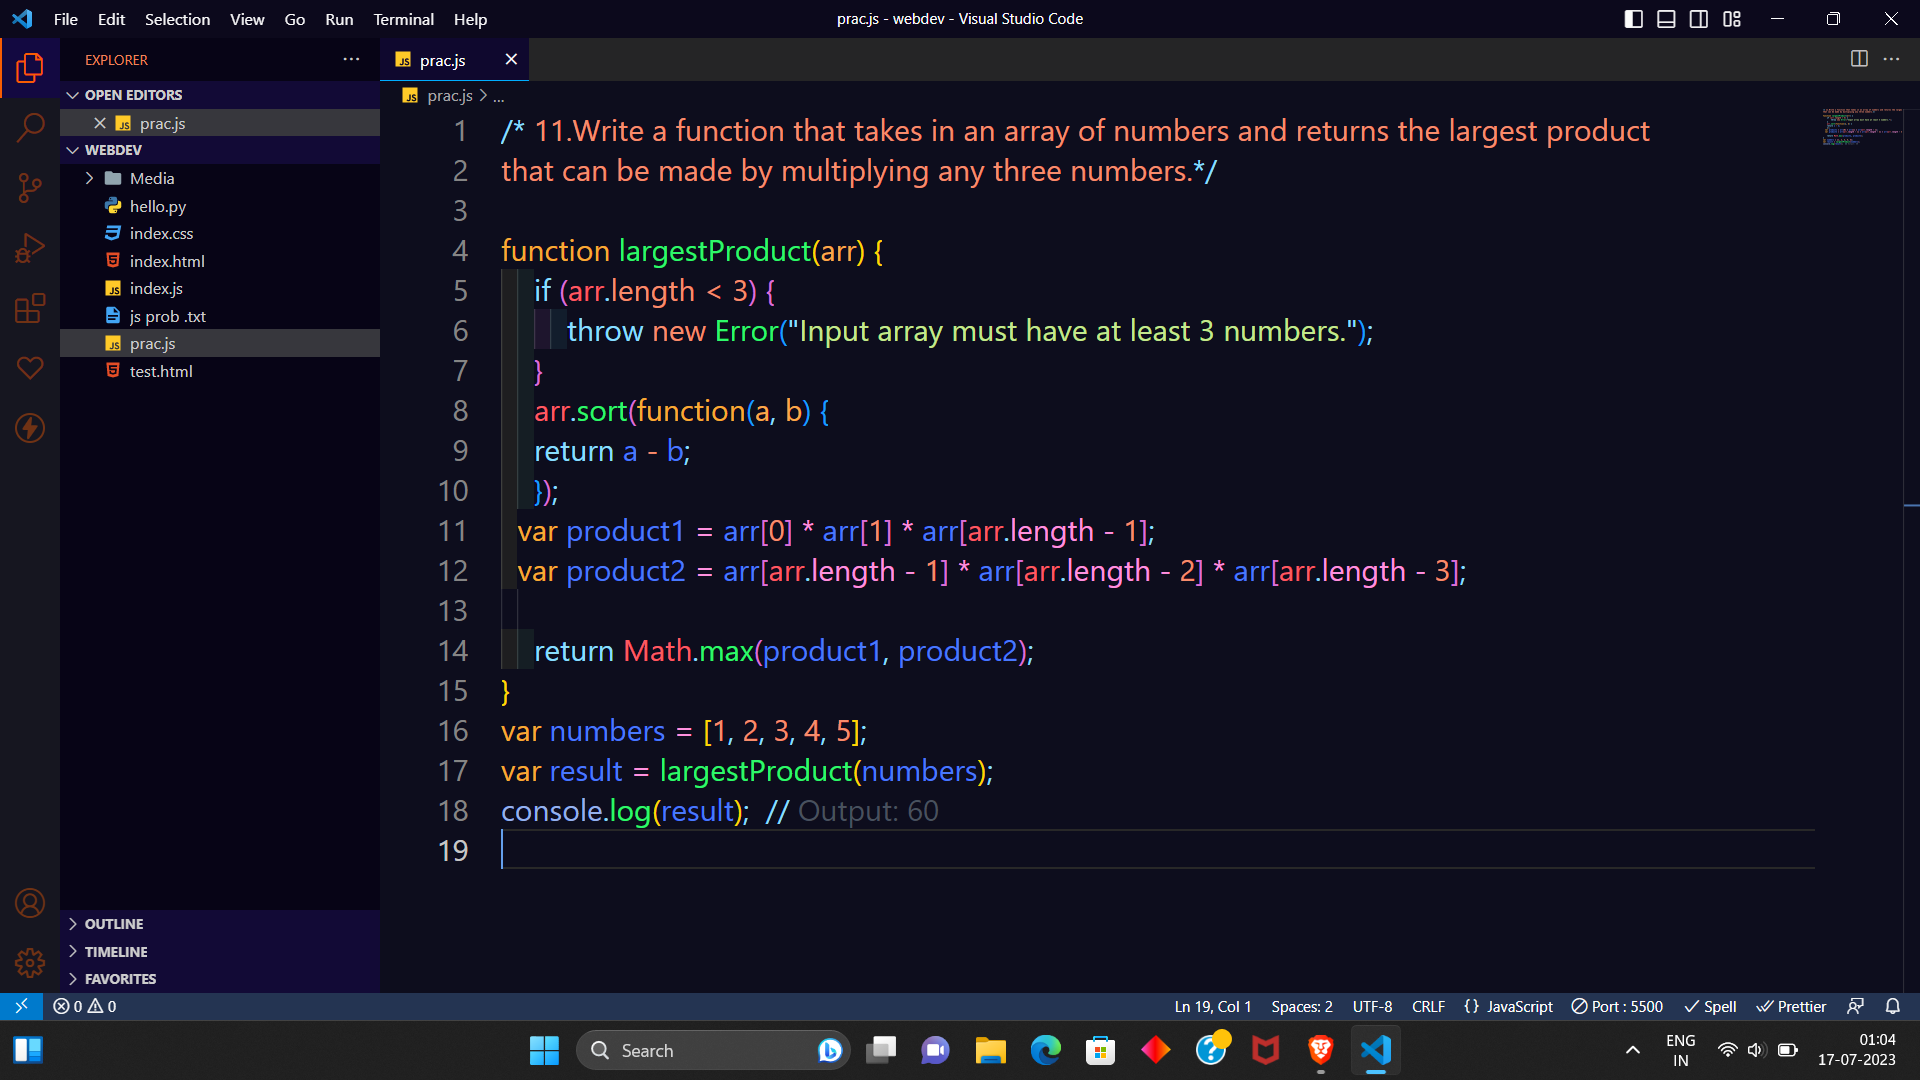 File Edit Selection View Go Run Terminal Help
prac.js - webdev - Visual Studio Code
EXPLORER
OPEN EDITORS
prac.js
WEBDEV
Media
hello.py
index.css
index.html
index.js
js prob .txt
prac.js
test.html
OUTLINE
TIMELINE
FAVORITES
prac.js
prac.js > ...
1 /* 11.Write a function that takes in an array of numbers and returns the largest product
2 that can be made by multiplying any three numbers.*/
3
4 function largestProduct(arr) {
5 if (arr.length < 3) {
6 throw new Error("Input array must have at least 3 numbers.");
7 }
8 arr.sort(function(a, b) {
9 return a - b;
10 });
11 var product1 = arr[0] * arr[1] * arr[arr.length - 1];
12 var product2 = arr[arr.length - 1] * arr[arr.length - 2] * arr[arr.length - 3];
13
14 return Math.max(product1, product2);
15 }
16 var numbers = [1, 2, 3, 4, 5];
17 var result = largestProduct(numbers);
18 console.log(result); // Output: 60
19
0 0
Ln 19, Col 1 Spaces: 2 UTF-8 CRLF {} JavaScript Port : 5500 Spell Prettier
Search
ENG
IN
01:04
17-07-2023